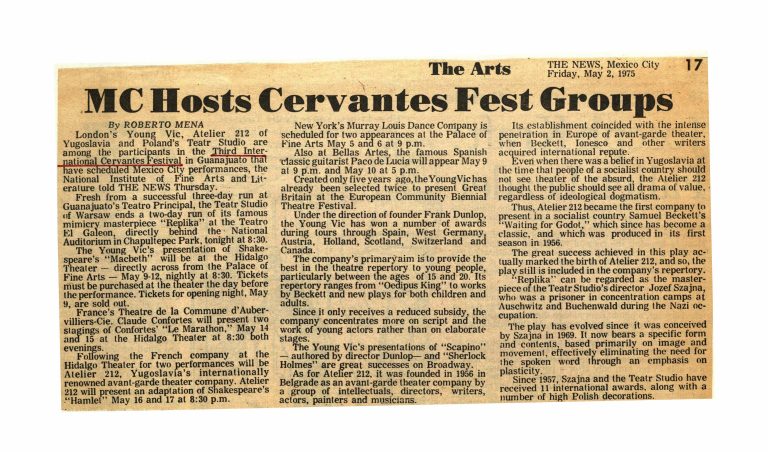 The Arts
THE NEWS, Mexico City
Friday, May 2, 1975
17
MC Hosts Cervantes Fest Groups
By ROBERTO MENA
London's Young Vic, Atelier 212 of
Yugoslavia and Poland's Teatr Studio are
among the participants in the Third Inter-
national Cervantes Festival in Guanajuato that
have scheduled Mexico City performances, the
National Institute of Fine Arts and Lit-
erature told THE NEWS Thursday.
Fresh from a successful three-day run at
Guanajuato's Teatro Principal, the Teatr Studio
of Warsaw ends a two-day run of its famous
mimicry masterpiece "Replika" at the Teatro
El Galeon, directly behind the National
Auditorium in Chapultepec Park, tonight at 8:30.
The Young Vic's presentation of Shake-
speare's "Macbeth" will be at the Hidalgo
Theater — directly across from the Palace of
Fine Arts — May 9-12, nightly at 8:30. Tickets
must be purchased at the theater the day before
the performance. Tickets for opening night, May
9, are sold out.
France's Theatre de la Commune d'Auber-
villiers-Cie. Claude Confortes will present two
stagings of Confortes' "Le Marathon," May 14
and 15 at the Hidalgo Theater at 8:30 both
evenings.
Following the French company at the
Hidalgo Theater for two performances will be
Atelier 212, Yugoslavia's internationally
renowned avant-garde theater company. Atelier
212 will present an adaptation of Shakespeare's
"Hamlet" May 16 and 17 at 8:30 p.m.
New York's Murray Louis Dance Company is
scheduled for two appearances at the Palace of
Fine Arts May 5 and 6 at 9 p.m.
Also at Bellas Artes, the famous Spanish
classic guitarist Paco de Lucia will appear May 9
at 9 p.m. and May 10 at 5 p.m.
Created only five years ago, the Young Vic has
already been selected twice to present Great
Britain at the European Community Biennial
Theatre Festival.
Under the direction of founder Frank Dunlop,
the Young Vic has won a number of awards
during tours through Spain, West Germany,
Austria, Holland, Scotland, Switzerland and
Canada.
The company's primary aim is to provide the
best in the theatre repertory to young people,
particularly between the ages of 15 and 20. Its
repertory ranges from "Oedipus King" to works
by Beckett and new plays for both children and
adults.
Since it only receives a reduced subsidy, the
company concentrates more on script and the
work of young actors rather than on elaborate
stages.
The Young Vic's presentations of "Scapino"
— authored by director Dunlop— and "Sherlock
Holmes" are great successes on Broadway.
As for Atelier 212, it was founded in 1956 in
Belgrade as an avant-garde theater company by
a group of intellectuals, directors, writers,
actors, painters and musicians.
Its establishment coincided with the intense
penetration in Europe of avant-garde theater,
when Beckett, Ionesco and other writers
acquired international repute.
Even when there was a belief in Yugoslavia at
the time that people of a socialist country should
not see theater of the absurd, the Atelier 212
thought the public should see all drama of value,
regardless of ideological dogmatism.
Thus, Atelier 212 became the first company to
present in a socialist country Samuel Beckett's
"Waiting for Godot," which since has become a
classic, and which was produced in its first
season in 1956.
The great success achieved in this play ac-
tually marked the birth of Atelier 212, and so, the
play still is included in the company's repertory.
"Replika" can be regarded as the master-
piece of the Teatr Studio's director Jozef Szajna,
who was a prisoner in concentration camps at
Auschwitz and Buchenwald during the Nazi oc-
cupation.
The play has evolved since it was conceived
by Szajna in 1969. It now bears a specific form
and contents, based primarily on image and
movement, effectively eliminating the need for
the spoken word through an emphasis on
plasticity.
Since 1957, Szajna and the Teatr Studio have
received 11 international awards, along with a
number of high Polish decorations.